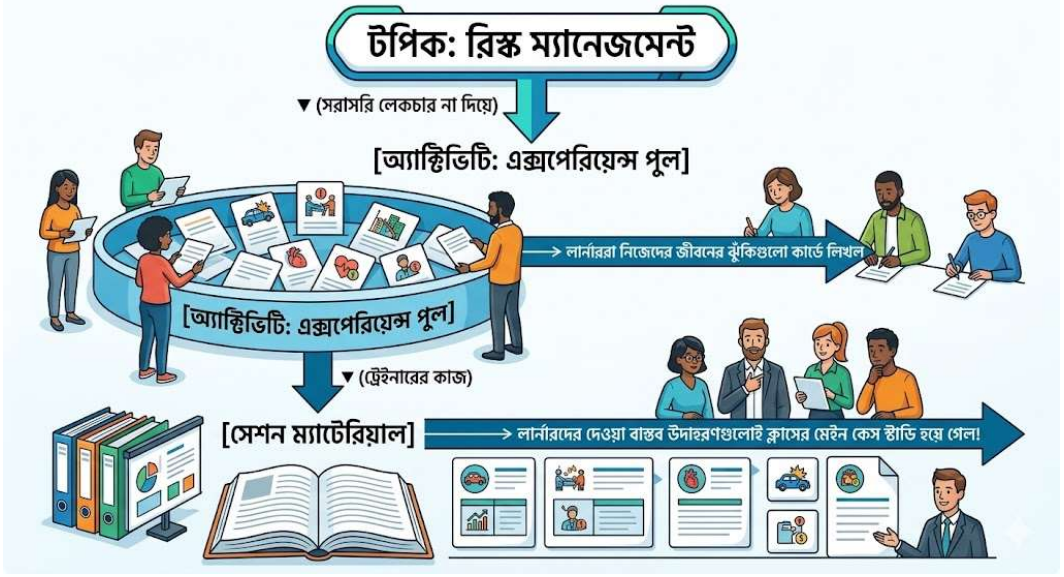 টপিক: রিস্ক ম্যানেজমেন্ট
▼ (সরাসরি লেকচার না দিয়ে)
[অ্যাক্টিভিটি: এক্সপেরিয়েন্স পুল]
→ লার্নাররা নিজেদের জীবনের ঝুঁকিগুলো কার্ডে লিখল
[অ্যাক্টিভিটি: এক্সপেরিয়েন্স পুল]
▼ (ট্রেইনারের কাজ)
[সেশন ম্যাটেরিয়াল]
→ লার্নারদের দেওয়া বাস্তব উদাহরণগুলোই ক্লাসের মেইন কেস স্টাডি হয়ে গেল!